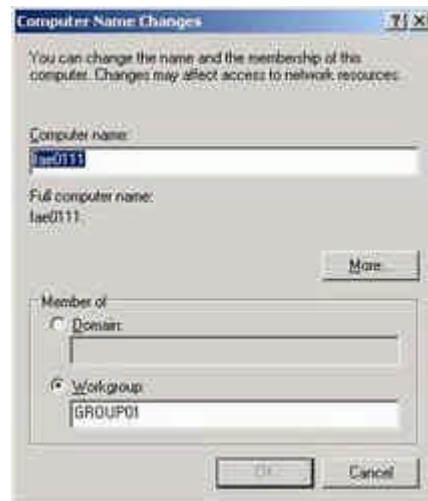 Computer Name Changes
You can change the name and the membership of this
computer. Changes may affect access to network resources.
Computer name:
fae0111
Full computer name:
fae0111
More...
Member of
Domain:
Workgroup:
GROUP01
OK
Cancel